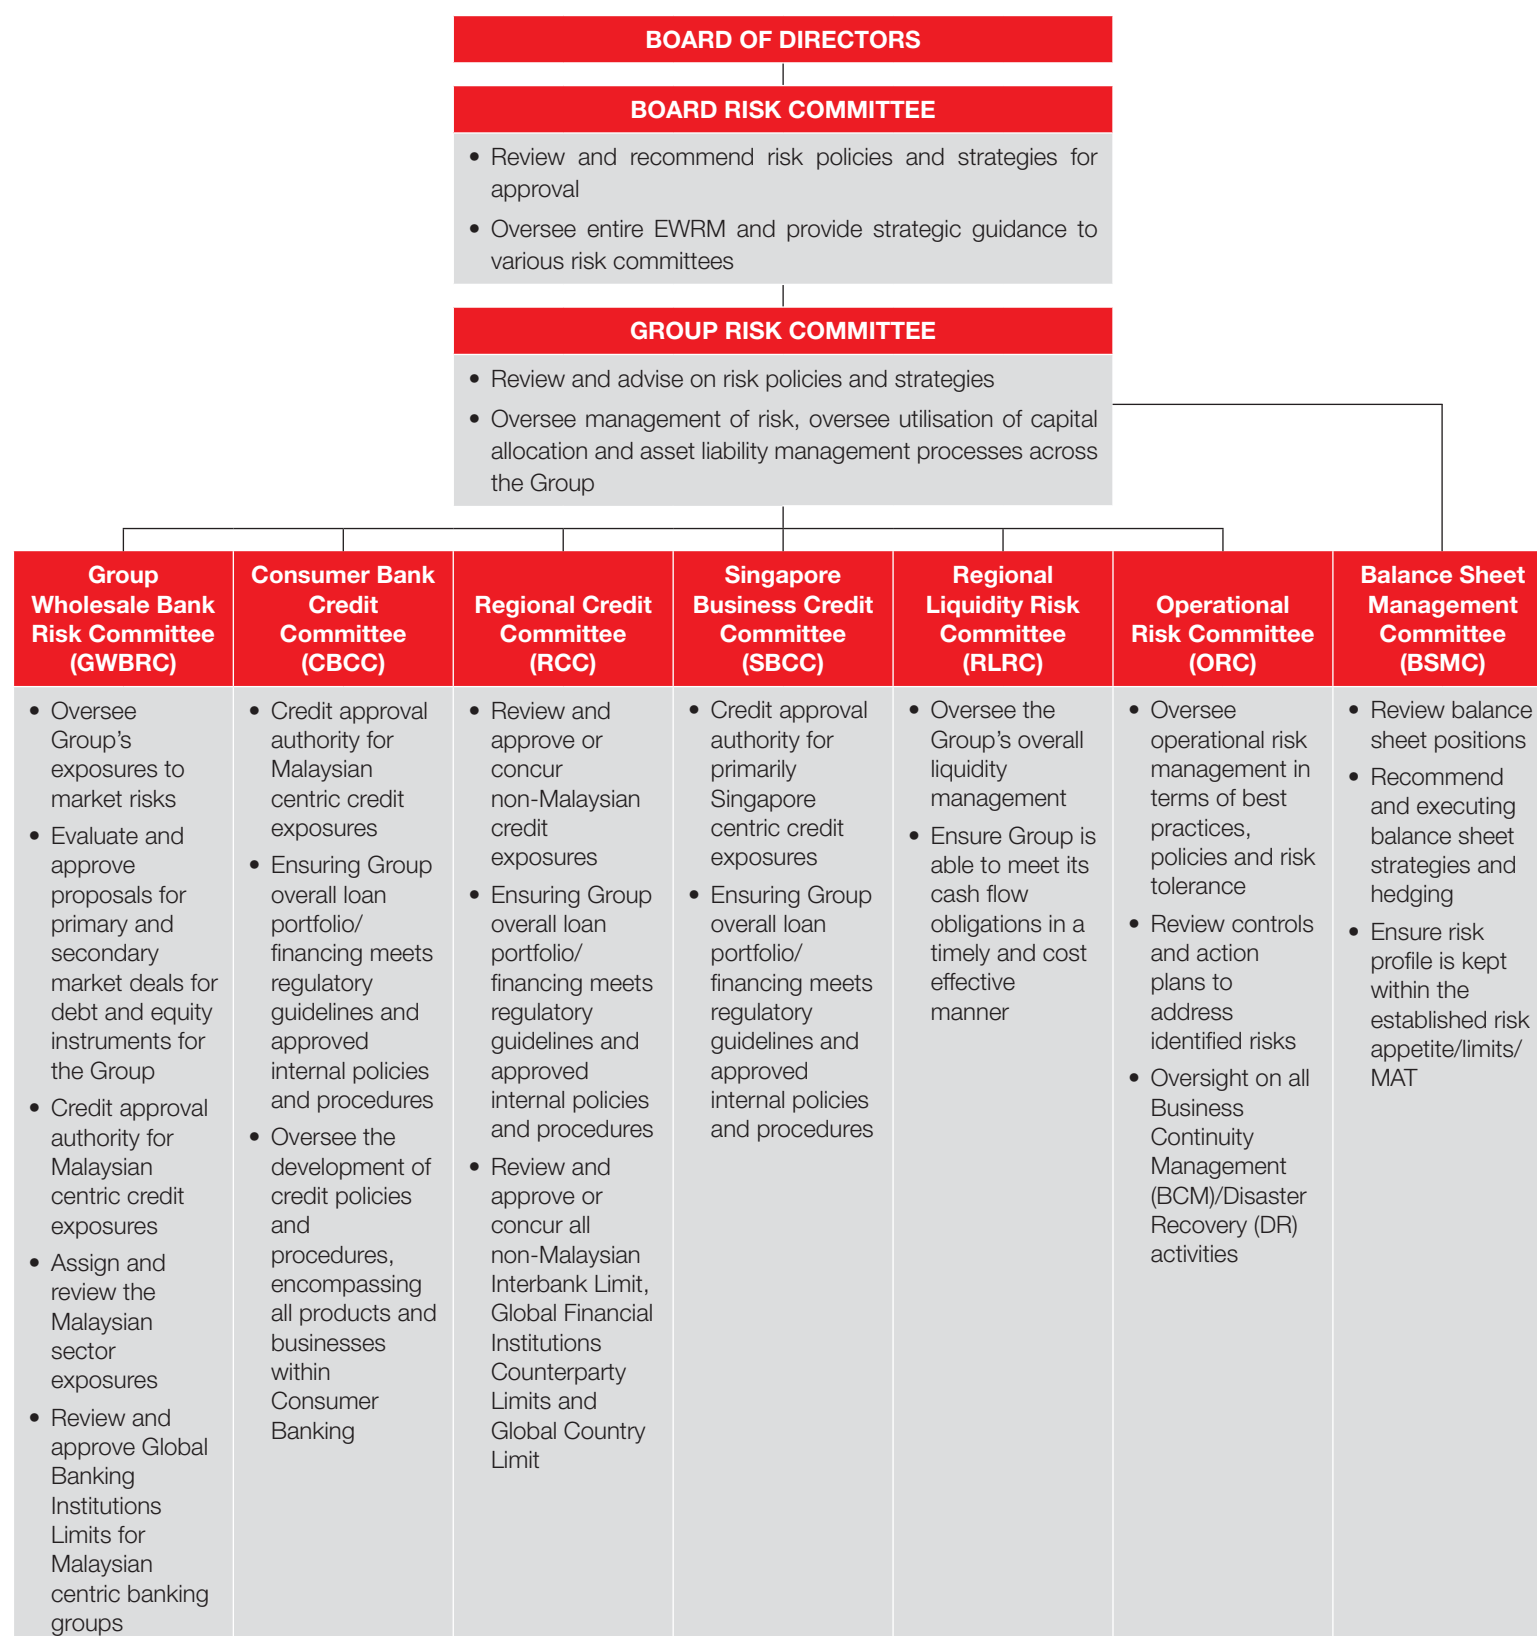 BOARD OF DIRECTORS
BOARD RISK COMMITTEE
• Review and recommend risk policies and strategies for
approval
• Oversee entire EWRM and provide strategic guidance to
various risk committees
GROUP RISK COMMITTEE
• Review and advise on risk policies and strategies
• Oversee management of risk, oversee utilisation of capital
allocation and asset liability management processes across
the Group
Group
Wholesale Bank
Risk Committee
(GWBRC)
• Oversee
Group's
exposures to
market risks
• Evaluate and
approve
proposals for
primary and
secondary
market deals for
debt and equity
instruments for
the Group
• Credit approval
authority for
Malaysian
centric credit
exposures
• Assign and
review the
Malaysian
sector
exposures
• Review and
approve Global
Banking
Institutions
Limits for
Malaysian
centric banking
groups
Consumer Bank
Credit
Committee
(CBCC)
• Credit approval
authority for
Malaysian
centric credit
exposures
• Ensuring Group
overall loan
portfolio/
financing meets
regulatory
guidelines and
approved
internal policies
and procedures
• Oversee the
development of
credit policies
and
procedures,
encompassing
all products and
businesses
within
Consumer
Banking
Regional Credit
Committee
(RCC)
• Review and
approve or
concur
non-Malaysian
credit
exposures
• Ensuring Group
overall loan
portfolio/
financing meets
regulatory
guidelines and
approved
internal policies
and procedures
• Review and
approve or
concur all
non-Malaysian
Interbank Limit,
Global Financial
Institutions
Counterparty
Limits and
Global Country
Limit
Singapore
Business Credit
Committee
(SBCC)
• Credit approval
authority for
primarily
Singapore
centric credit
exposures
• Ensuring Group
overall loan
portfolio/
financing meets
regulatory
guidelines and
approved
internal policies
and procedures
Regional
Liquidity Risk
Committee
(RLRC)
• Oversee the
Group's overall
liquidity
management
• Ensure Group is
able to meet its
cash flow
obligations in a
timely and cost
effective
manner
Operational
Risk Committee
(ORC)
• Oversee
operational risk
management in
terms of best
practices,
policies and risk
tolerance
• Review controls
and action
plans to
address
identified risks
• Oversight on all
Business
Continuity
Management
(BCM)/Disaster
Recovery (DR)
activities
Balance Sheet
Management
Committee
(BSMC)
• Review balance
sheet positions
• Recommend
and executing
balance sheet
strategies and
hedging
• Ensure risk
profile is kept
within the
established risk
appetite/limits/
MAT